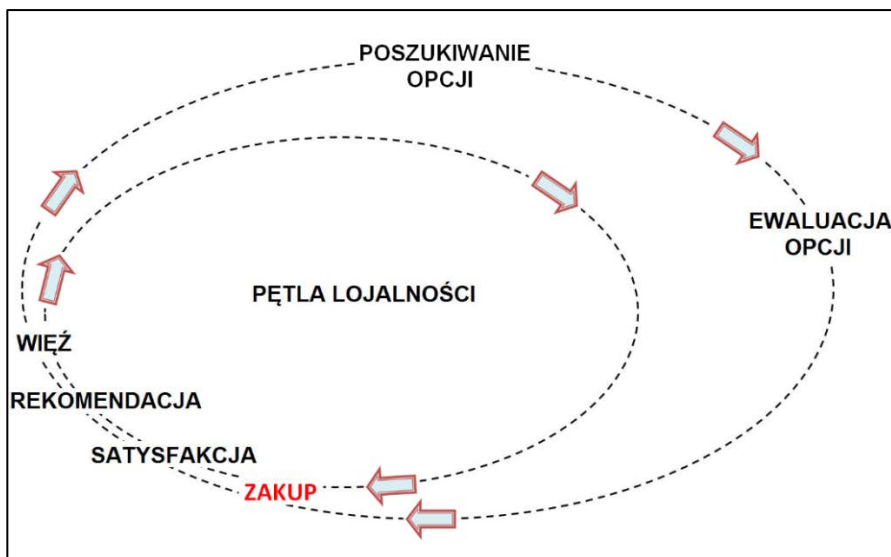 POSZUKIWANIE
OPCJI
EWALUACJA
OPCJI
PĘTLA LOJALNOŚCI
WIĘŹ
REKOMENDACJA
SATYSFAKCJA
ZAKUP